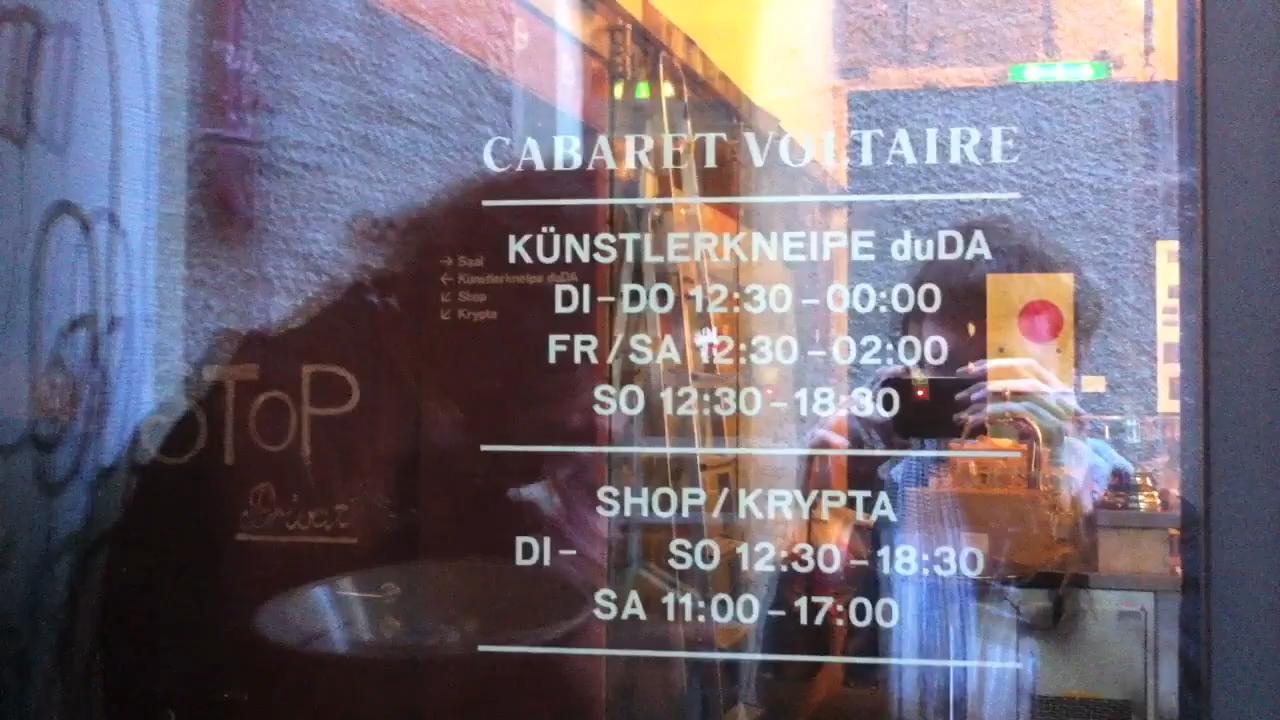 CABARET VOLTAIRE
KÜNSTLERKNEIPE duDA
DI – DO 12:30 – 00:00
FR / SA 12:30 – 02:00
SO 12:30 – 18:30
SHOP / KRYPTA
DI – SO 12:30 – 18:30
SA 11:00 – 17:00
→ Saal
← Künstlerkneipe duDA
↙ Shop
↙ Krypta
STOP
Privat